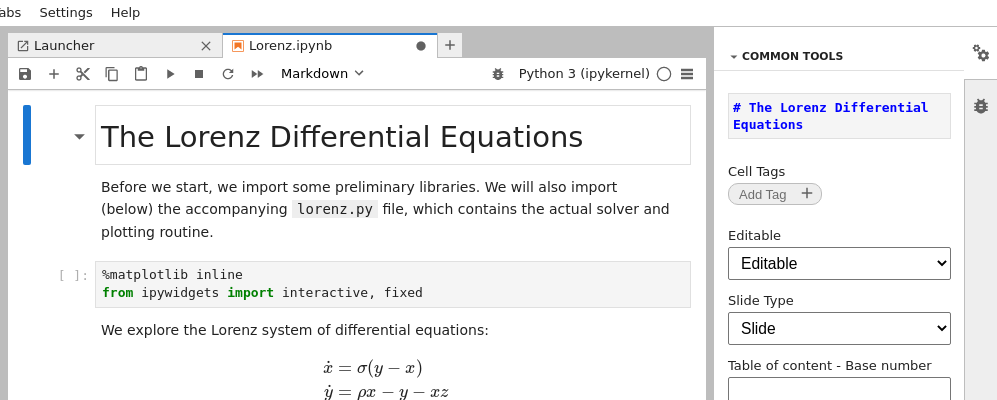 abs Settings Help
Launcher
Lorenz.ipynb
Markdown
Python 3 (ipykernel)
The Lorenz Differential Equations
Before we start, we import some preliminary libraries. We will also import
(below) the accompanying lorenz.py file, which contains the actual solver and
plotting routine.
[ ]:
%matplotlib inline
from ipywidgets import interactive, fixed
We explore the Lorenz system of differential equations:
ẋ = σ(y − x)
ẏ = ρx − y − xz
COMMON TOOLS
# The Lorenz Differential
Equations
Cell Tags
Add Tag +
Editable
Editable
Slide Type
Slide
Table of content - Base number